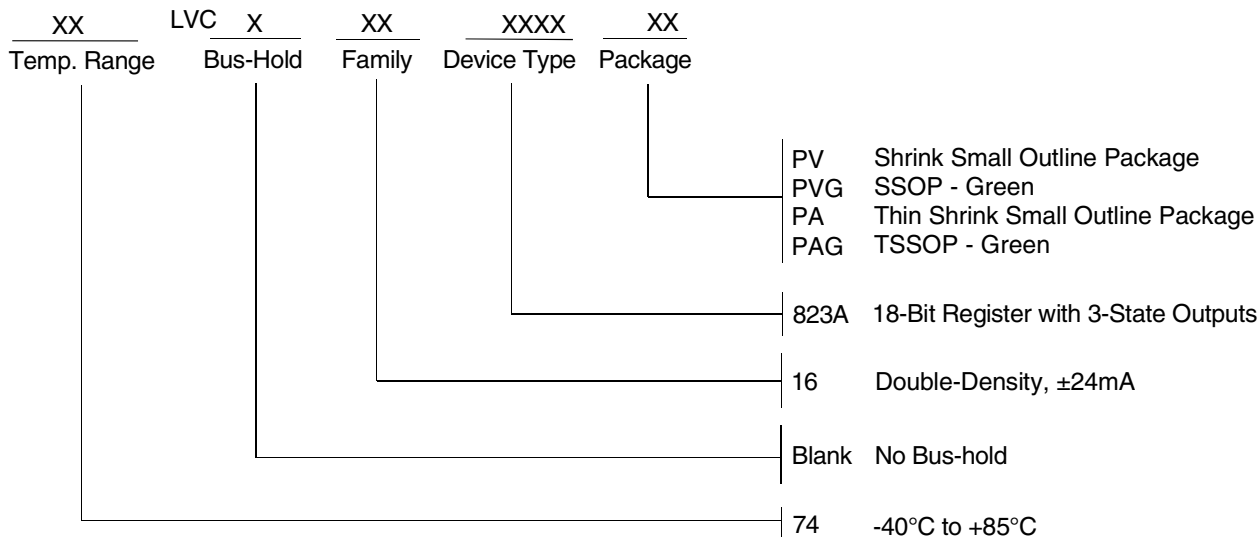 XX LVC X XX XXXX XX
Temp. Range Bus-Hold Family Device Type Package
PV Shrink Small Outline Package
PVG SSOP - Green
PA Thin Shrink Small Outline Package
PAG TSSOP - Green
823A 18-Bit Register with 3-State Outputs
16 Double-Density, ±24mA
Blank No Bus-hold
74 -40°C to +85°C